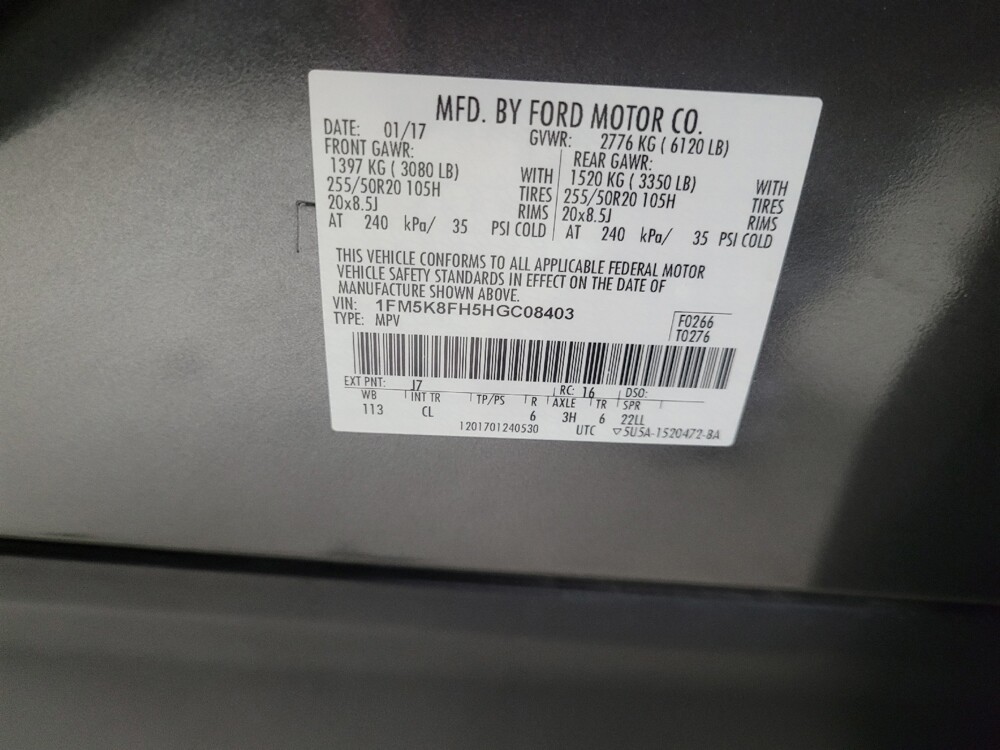 MFD. BY FORD MOTOR CO.
DATE: 01/17 GVWR: 2776 KG ( 6120 LB)
FRONT GAWR: REAR GAWR:
1397 KG ( 3080 LB) WITH 1520 KG ( 3350 LB) WITH
255/50R20 105H TIRES 255/50R20 105H TIRES
20x8.5J RIMS 20x8.5J RIMS
AT 240 kPa/ 35 PSI COLD AT 240 kPa/ 35 PSI COLD
THIS VEHICLE CONFORMS TO ALL APPLICABLE FEDERAL MOTOR
VEHICLE SAFETY STANDARDS IN EFFECT ON THE DATE OF
MANUFACTURE SHOWN ABOVE.
VIN: 1FM5K8FH5HGC08403
TYPE: MPV F0266
T0276
EXT PNT: J7 RC: 16 DSO:
WB INT TR TP/PS R AXLE TR SPR
113 CL 6 3H 6 22LL
1201701240530 UTC ▽5U5A-1520472-BA